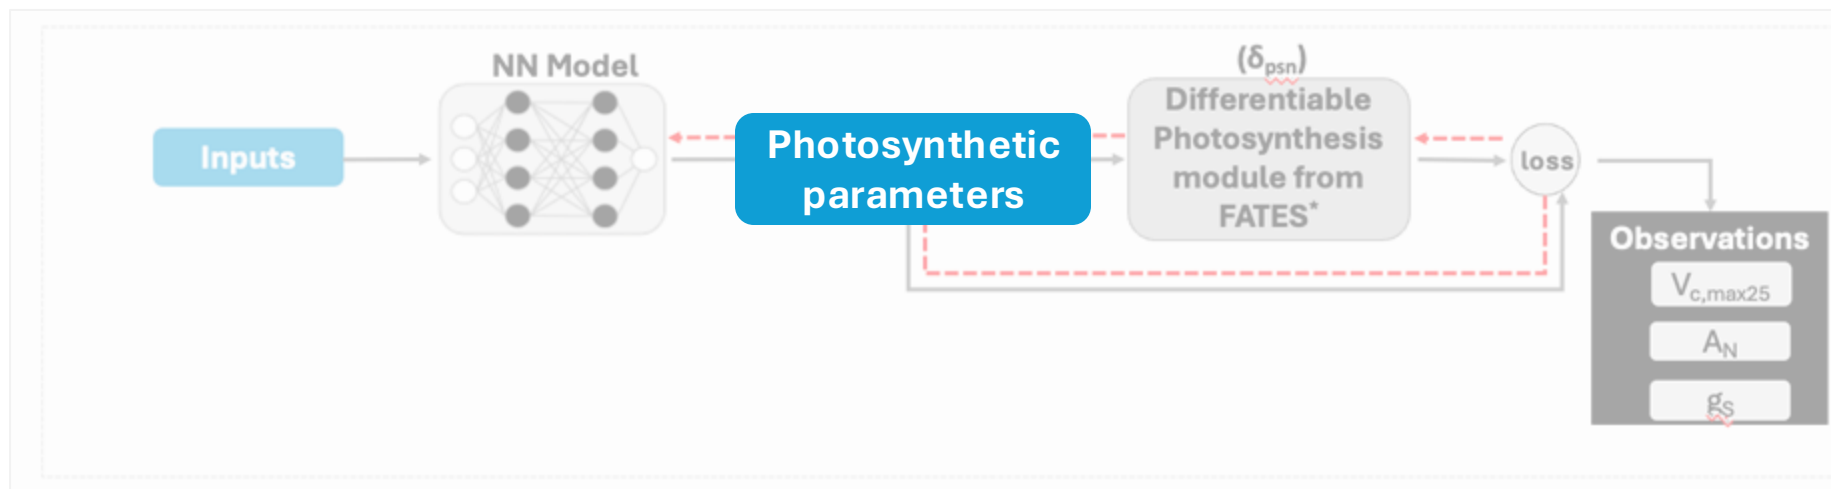 Inputs
NN Model
Photosynthetic
parameters
(δpsn)
Differentiable
Photosynthesis
module from
FATES*
loss
Observations
Vc,max25
AN
gS